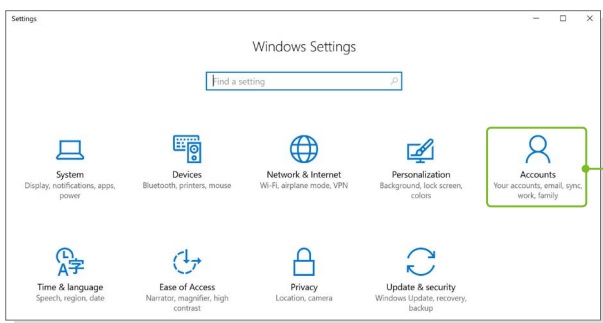 Settings
Windows Settings
Find a setting
System
Display, notifications, apps,
power
Devices
Bluetooth, printers, mouse
Network & Internet
Wi-Fi, airplane mode, VPN
Personalization
Background, lock screen,
colors
Accounts
Your accounts, email, sync,
work, family
A字
Time & language
Speech, region, date
Ease of Access
Narrator, magnifier, high
contrast
Privacy
Location, camera
Update & security
Windows Update, recovery,
backup